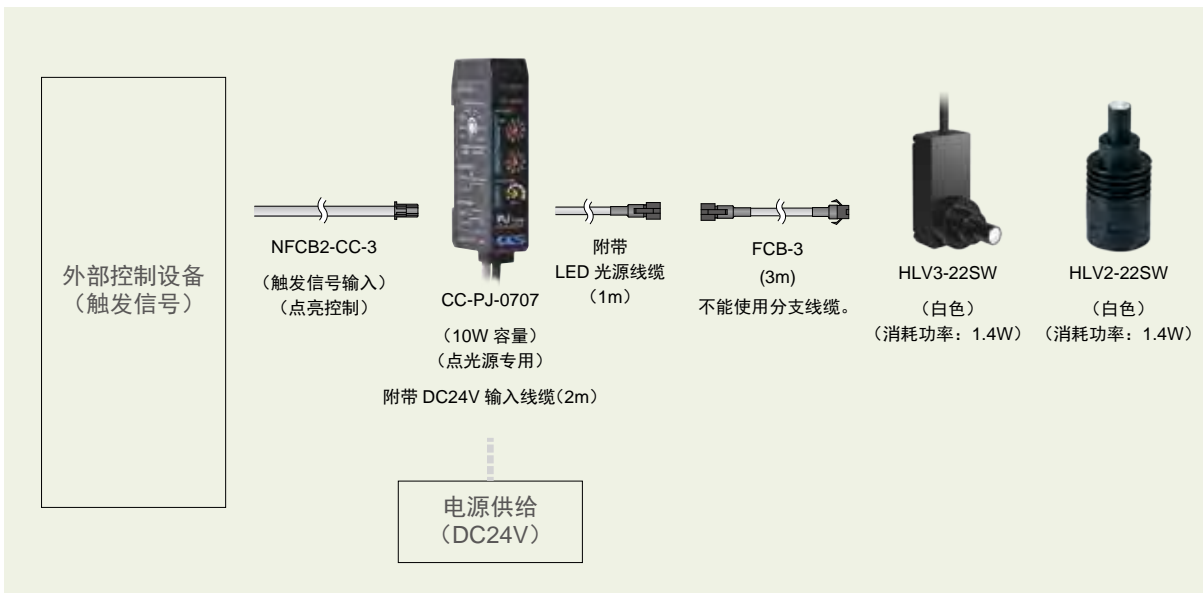 外部控制设备
（触发信号）
NFCB2-CC-3
（触发信号输入）
（点亮控制）
CC-PJ-0707
（10W 容量）
（点光源专用）
附带 DC24V 输入线缆（2m）
附带
LED 光源线缆
（1m）
FCB-3
(3m)
不能使用分支线缆。
HLV3-22SW
（白色）
（消耗功率：1.4W）
HLV2-22SW
（白色）
（消耗功率：1.4W）
电源供给
（DC24V）